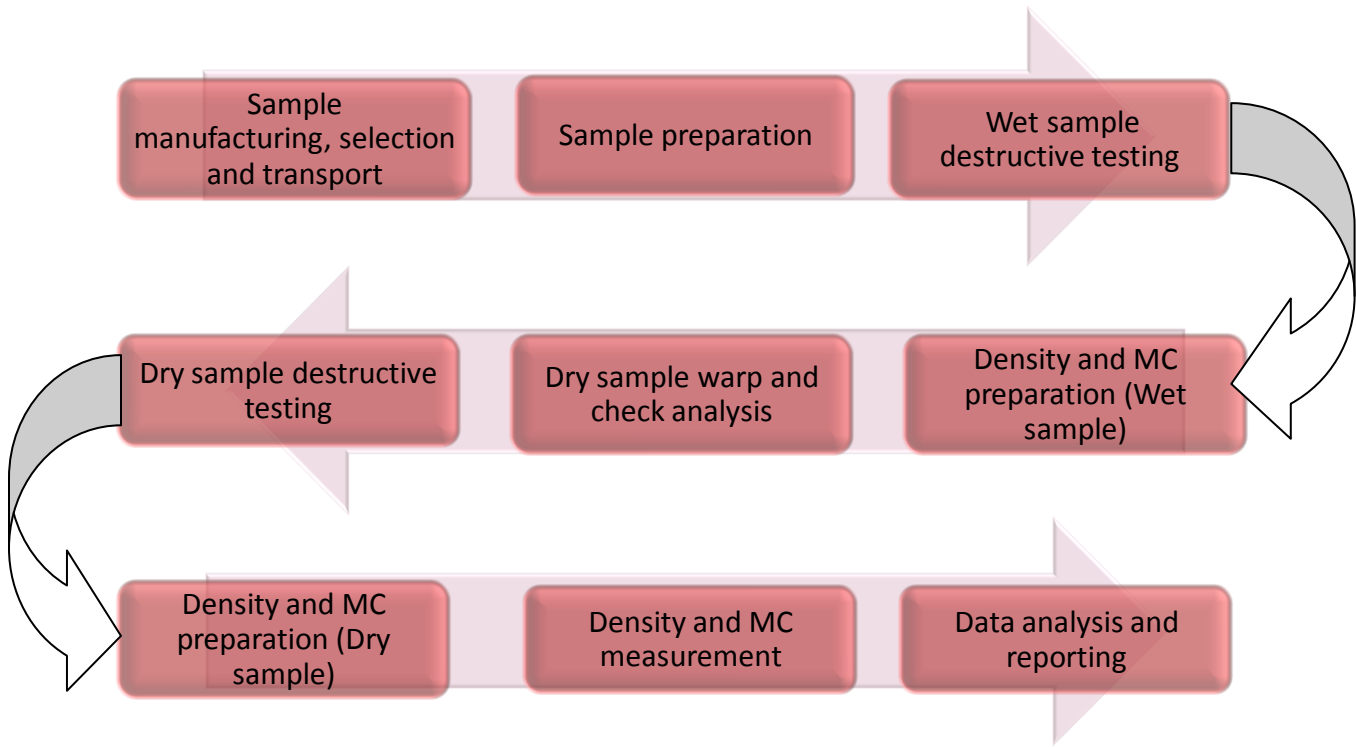 Sample
manufacturing, selection
and transport
Sample preparation
Wet sample
destructive testing
Density and MC
preparation (Wet
sample)
Dry sample warp and
check analysis
Dry sample destructive
testing
Density and MC
preparation (Dry
sample)
Density and MC
measurement
Data analysis and
reporting